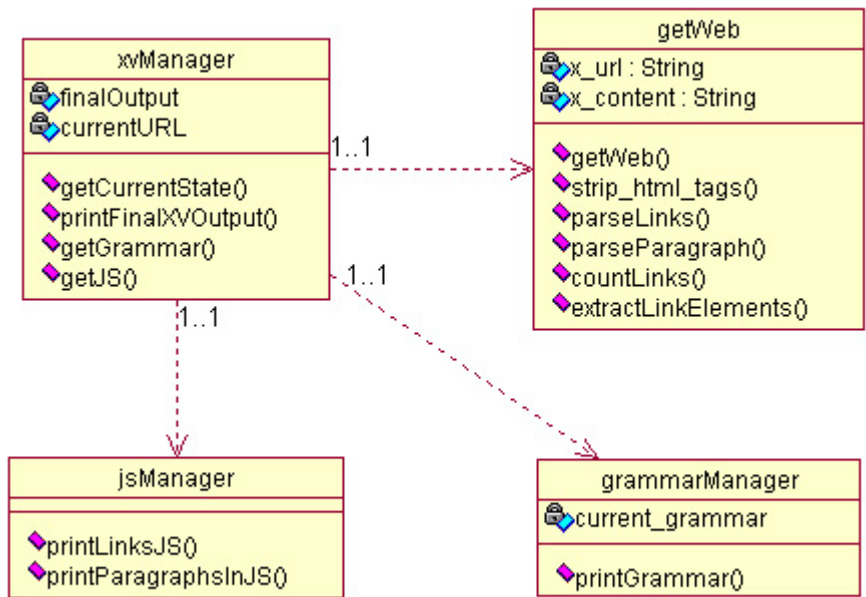 xvManager
finalOutput
currentURL
getCurrentState()
printFinalXVOutput()
getGrammar()
getJS()
getWeb
x_url : String
x_content : String
getWeb()
strip_html_tags()
parseLinks()
parseParagraph()
countLinks()
extractLinkElements()
1..1
1..1
1..1
jsManager
printLinksJS()
printParagraphsInJS()
grammarManager
current_grammar
printGrammar()